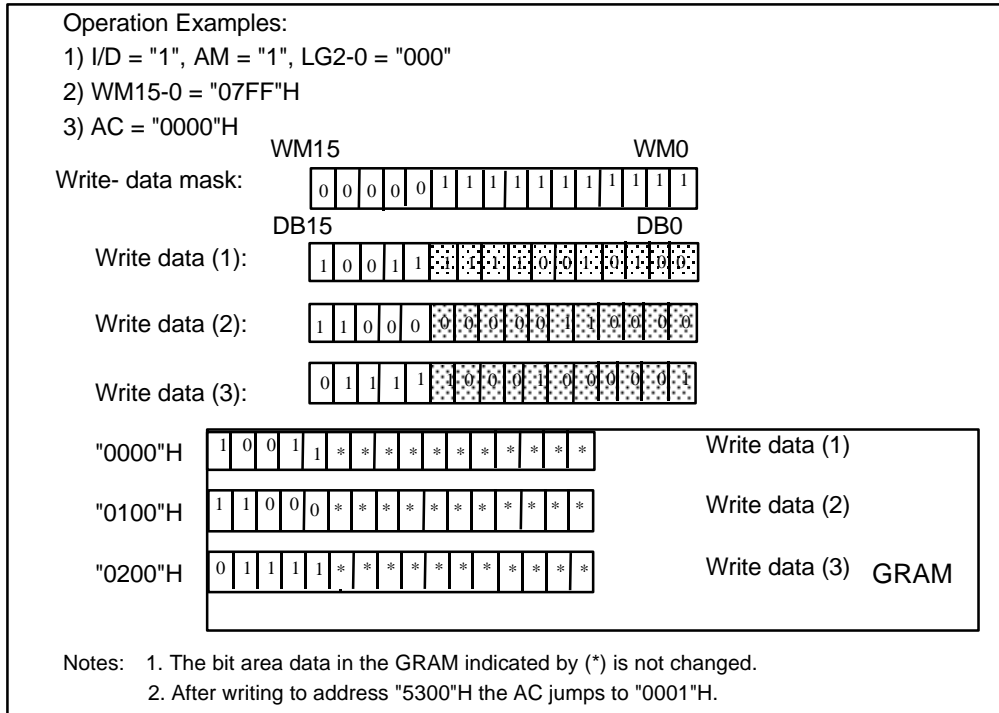 Operation Examples:
1) I/D = "1", AM = "1", LG2-0 = "000"
2) WM15-0 = "07FF"H
3) AC = "0000"H
WM15 WM0
Write- data mask: 0 0 0 0 0 1 1 1 1 1 1 1 1 1 1 1
DB15 DB0
Write data (1): 1 0 0 1 1 1 1 1 1 0 0 1 0 1 0 0
Write data (2): 1 1 0 0 0 0 0 0 0 0 1 1 0 0 0 0
Write data (3): 0 1 1 1 1 1 0 0 0 1 0 0 0 0 0 1
"0000"H 1 0 0 1 1 * * * * * * * * * * * Write data (1)
"0100"H 1 1 0 0 0 * * * * * * * * * * * Write data (2)
"0200"H 0 1 1 1 1 * * * * * * * * * * * Write data (3) GRAM
Notes: 1. The bit area data in the GRAM indicated by (*) is not changed.
2. After writing to address "5300"H the AC jumps to "0001"H.